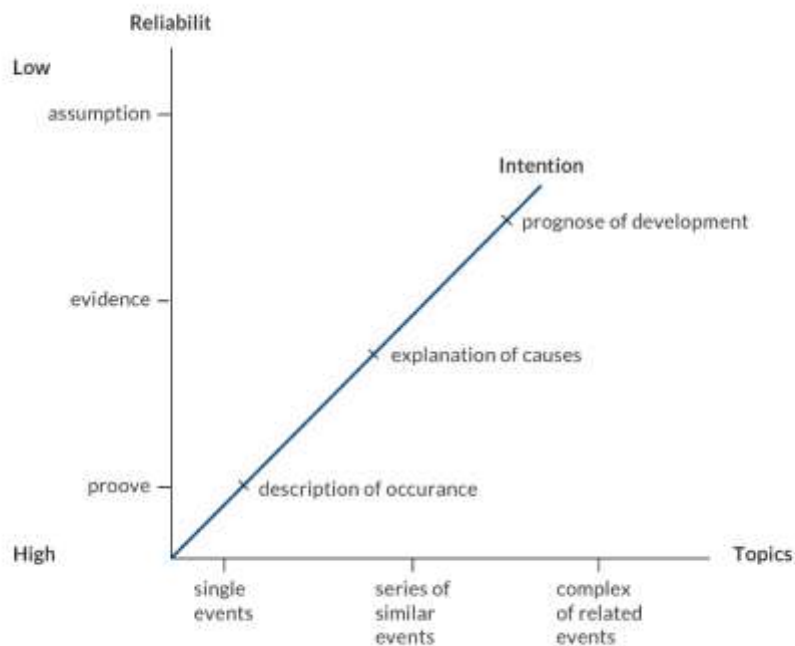 Reliabilit
Low
assumption
Intention
prognose of development
evidence
explanation of causes
proove
description of occurance
High
Topics
single
events
series of
similar
events
complex
of related
events